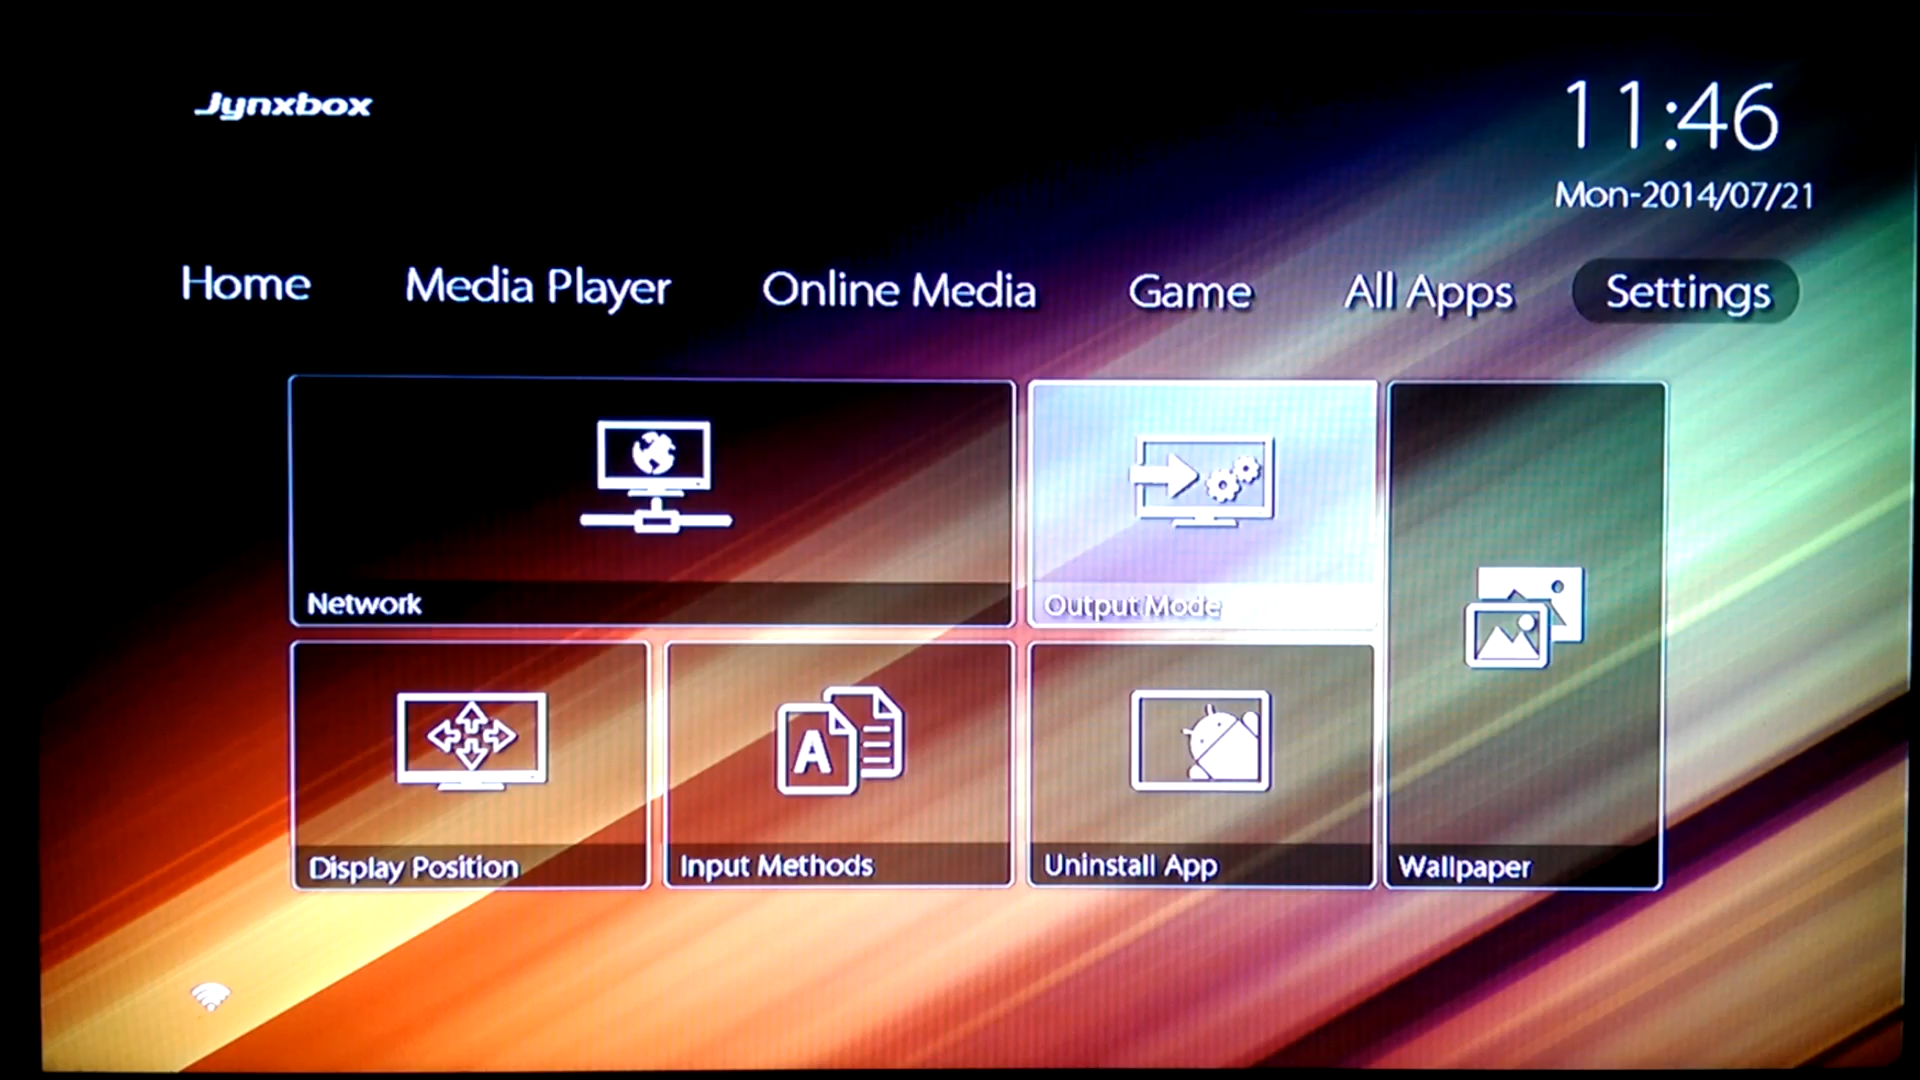 Jynxbox
11:46
Mon-2014/07/21
Home Media Player Online Media Game All Apps Settings
Network
Output Mode
Display Position
Input Methods
A
Uninstall App
Wallpaper